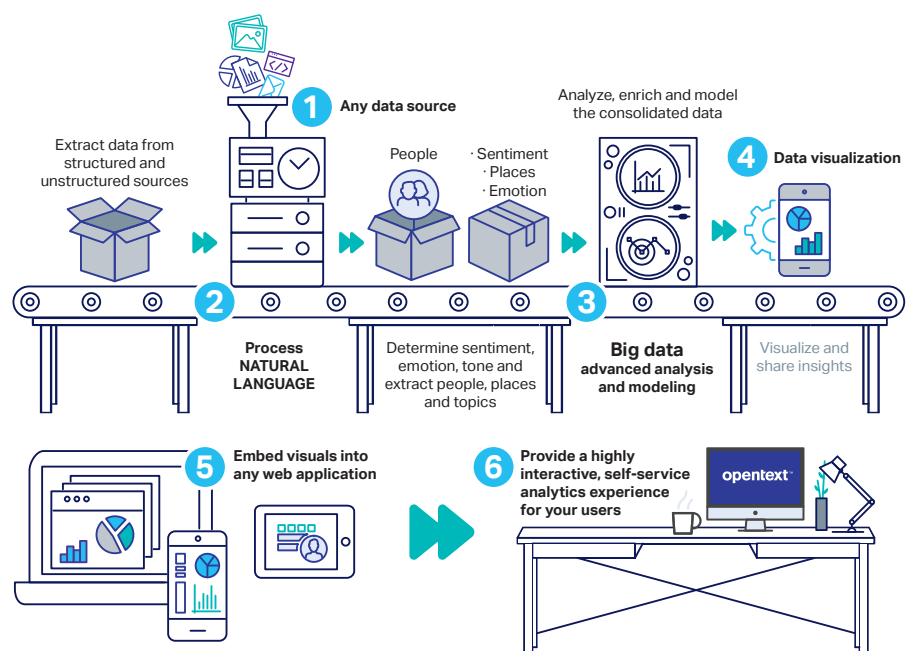 1
Any data source
Extract data from
structured and
unstructured sources
People
· Sentiment
· Places
· Emotion
Analyze, enrich and model
the consolidated data
4
Data visualization
2
Process
NATURAL
LANGUAGE
Determine sentiment,
emotion, tone and
extract people, places
and topics
3
Big data
advanced analysis
and modeling
Visualize and
share insights
5
Embed visuals into
any web application
6
Provide a highly
interactive, self-service
analytics experience
for your users
opentext™